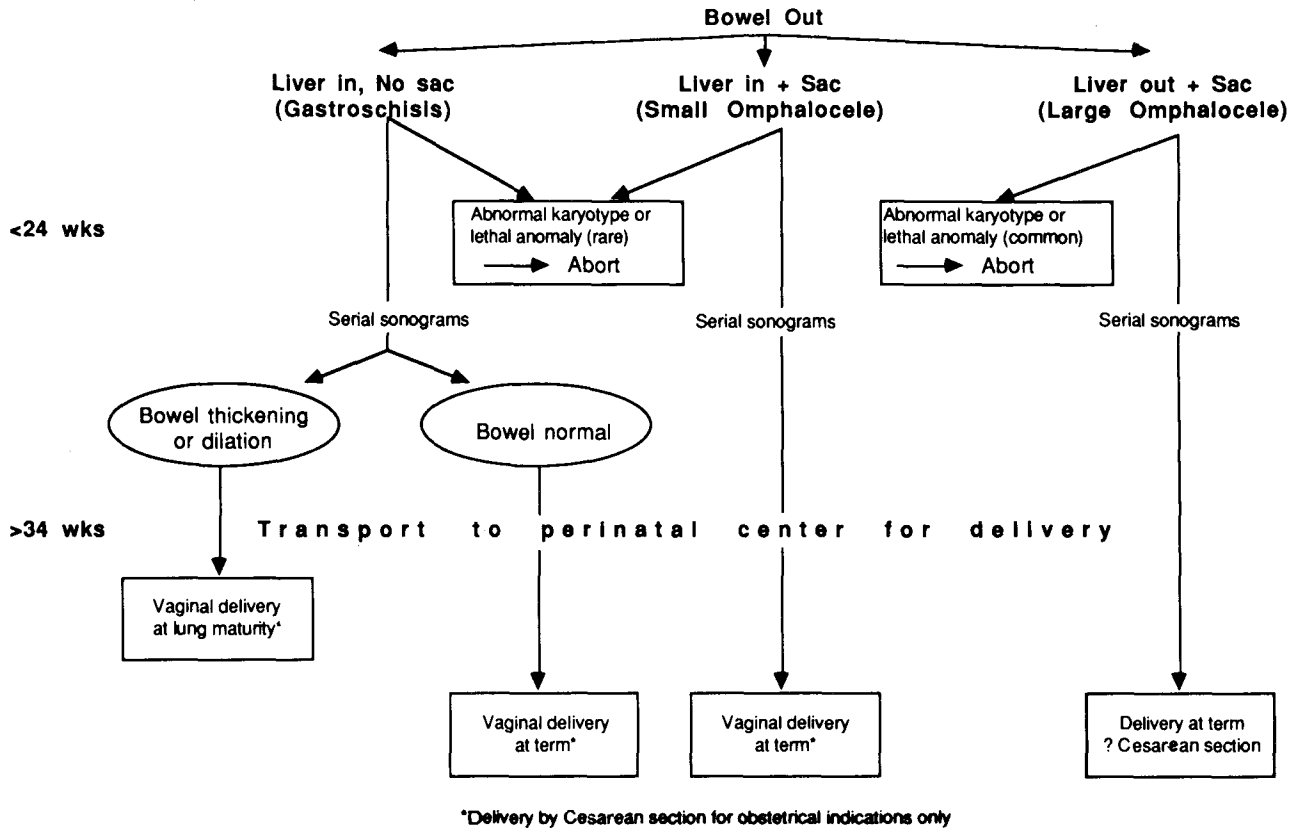 Bowel Out
Liver in, No sac
(Gastroschisis)
Liver in + Sac
(Small Omphalocele)
Liver out + Sac
(Large Omphalocele)
<24 wks
Abnormal karyotype or
lethal anomaly (rare)
Abort
Abnormal karyotype or
lethal anomaly (common)
Abort
Serial sonograms
Serial sonograms
Serial sonograms
Bowel thickening
or dilation
Bowel normal
>34 wks
Transport to perinatal center for delivery
Vaginal delivery
at lung maturity*
Vaginal delivery
at term*
Vaginal delivery
at term*
Delivery at term
? Cesarean section
*Delivery by Cesarean section for obstetrical indications only